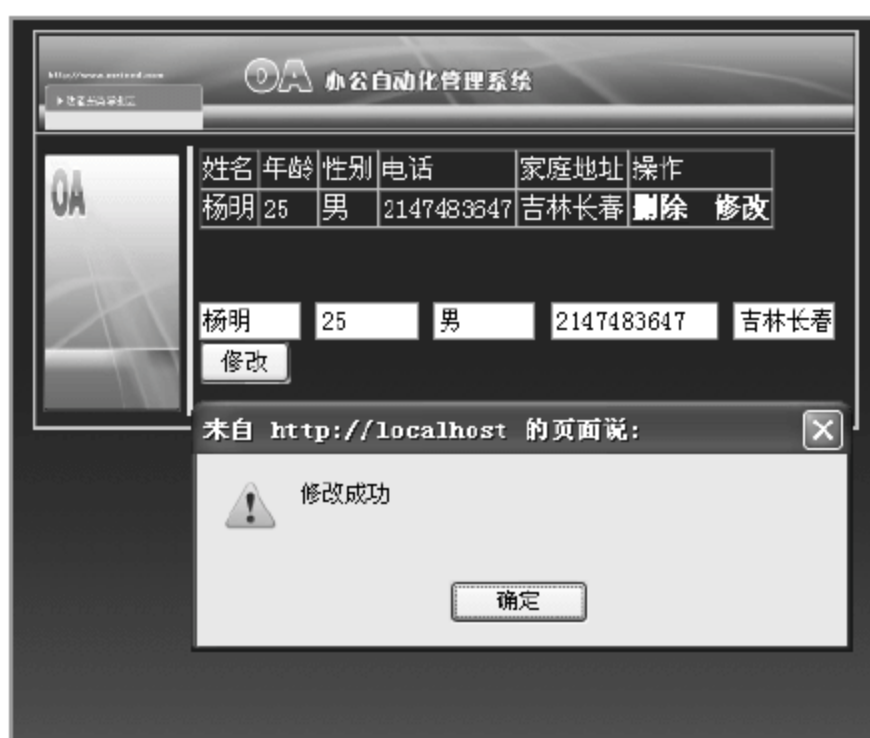 OA 办公自动化管理系统
OA
姓名 年龄 性别 电话 家庭地址 操作
杨明 25 男 2147483647 吉林长春 删除 修改
杨明 25 男 2147483647 吉林长春
修改
来自 http://localhost 的页面说:
修改成功
确定